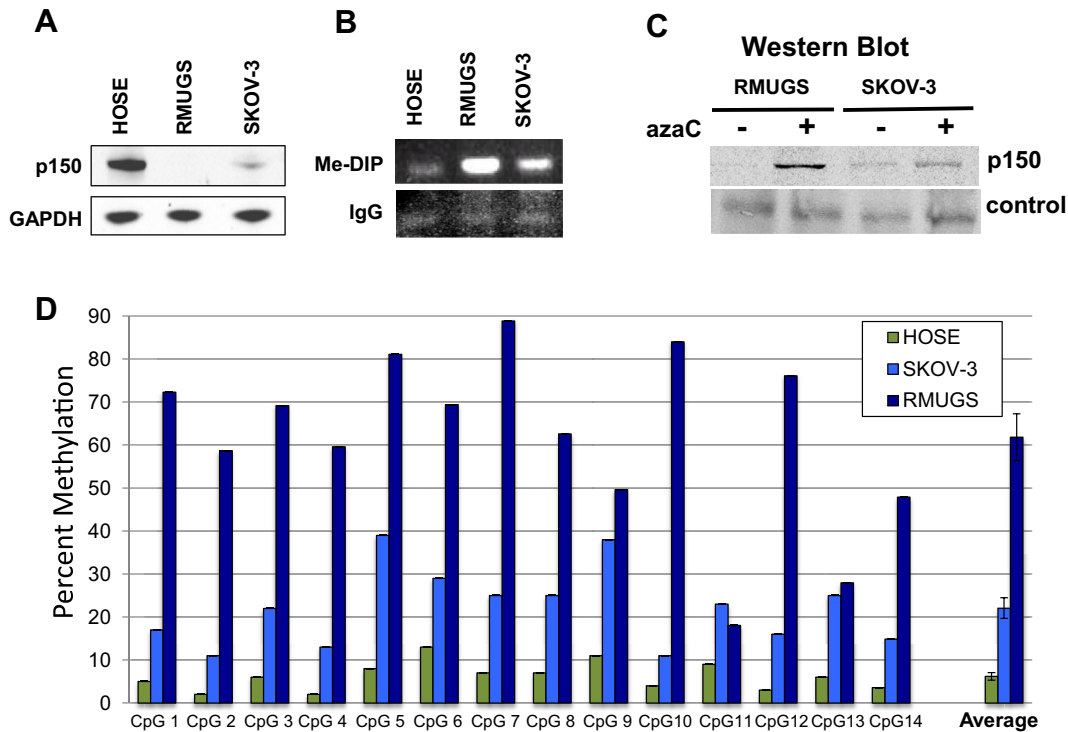 A
HOSE
RMUGS
SKOV-3
p150
GAPDH
B
HOSE
RMUGS
SKOV-3
Me-DIP
IgG
C
Western Blot
RMUGS SKOV-3
azaC - + - +
p150
control
D
Percent Methylation
90
80
70
60
50
40
30
20
10
0
HOSE
SKOV-3
RMUGS
CpG 1 CpG 2 CpG 3 CpG 4 CpG 5 CpG 6 CpG 7 CpG 8 CpG 9 CpG10 CpG11 CpG12 CpG13 CpG14 Average